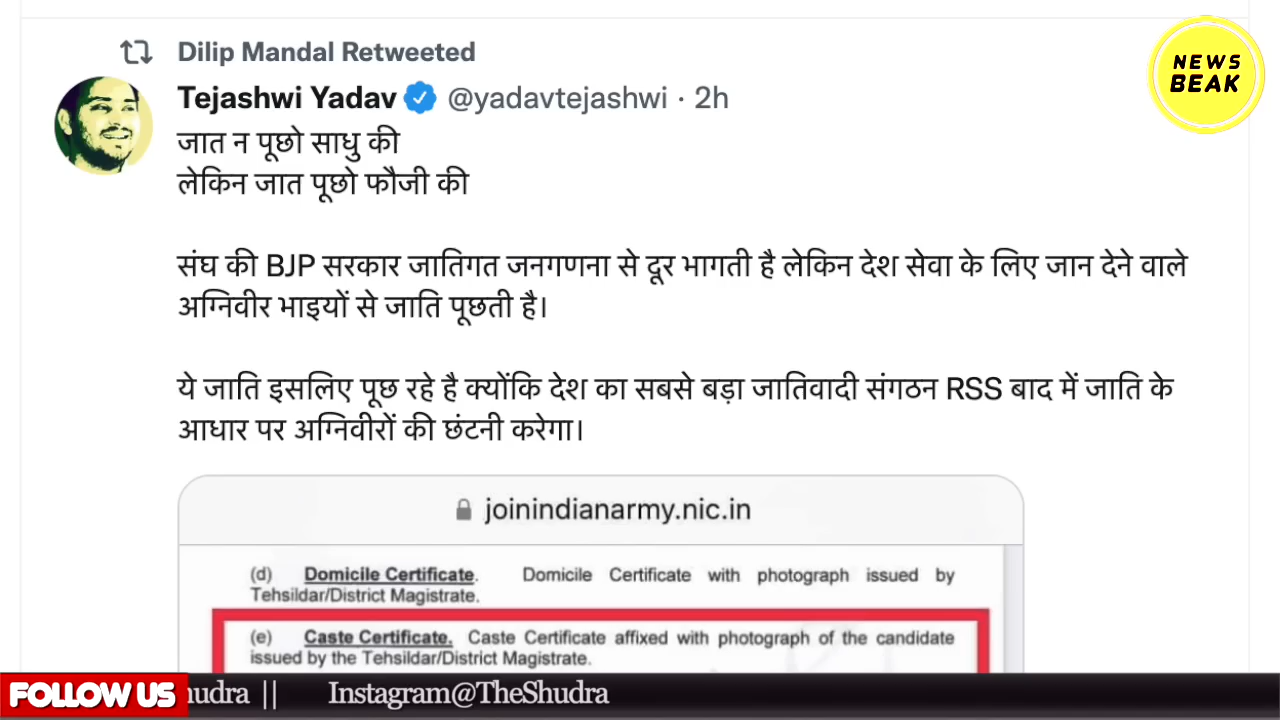 Dilip Mandal Retweeted
Tejashwi Yadav @yadavtejashwi · 2h
जात न पूछो साधु की
लेकिन जात पूछो फौजी की
संघ की BJP सरकार जातिगत जनगणना से दूर भागती है लेकिन देश सेवा के लिए जान देने वाले
अग्निवीर भाइयों से जाति पूछती है।
ये जाति इसलिए पूछ रहे है क्योंकि देश का सबसे बड़ा जातिवादी संगठन RSS बाद में जाति के
आधार पर अग्निवीरों की छंटनी करेगा।
joinindianarmy.nic.in
(d) Domicile Certificate. Domicile Certificate with photograph issued by
Tehsildar/District Magistrate.
(e) Caste Certificate. Caste Certificate affixed with photograph of the candidate
issued by the Tehsildar/District Magistrate.
NEWS
BEAK
FOLLOW US hudra || Instagram@TheShudra